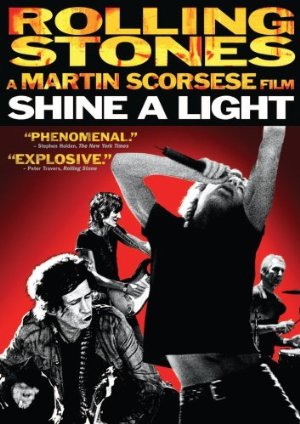 ROLLING
STONES
A MARTIN SCORSESE FILM
SHINE A LIGHT
"PHENOMENAL."
– Stephen Holden, The New York Times
"EXPLOSIVE."
– Peter Travers, Rolling Stone